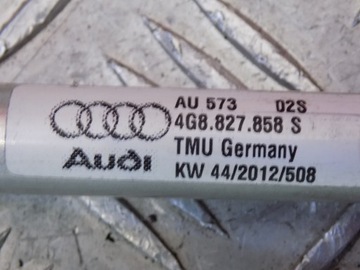 AU 573 02S
4G8.827.858 S
TMU Germany
Audi
KW 44/2012/508